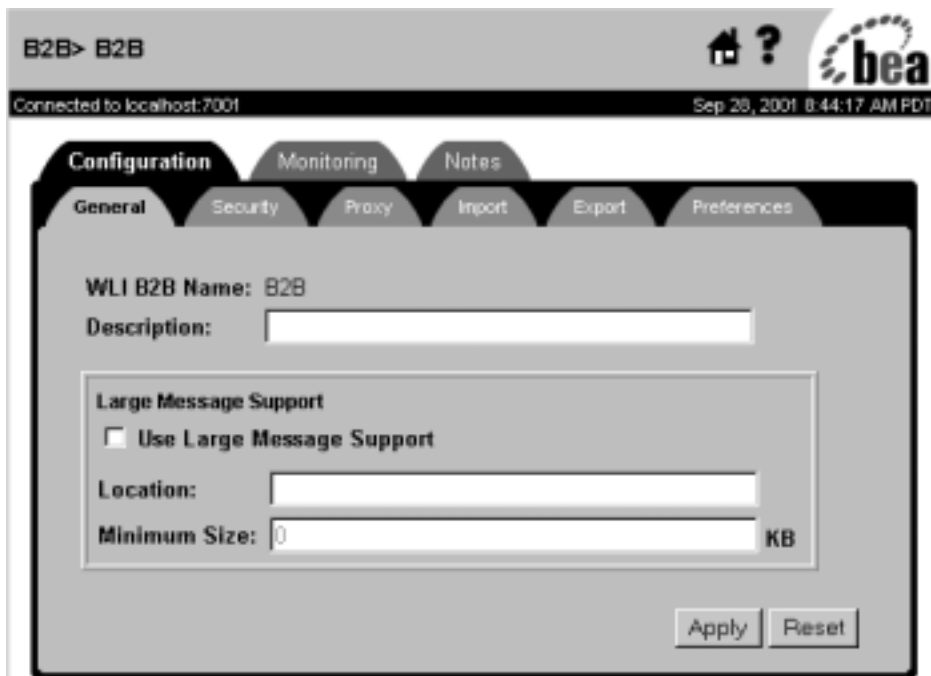 B2B> B2B
?
bea
Connected to localhost:7001 Sep 28, 2001 8:44:17 AM PDT
Configuration Monitoring Notes
General Security Proxy Import Export Preferences
WLI B2B Name: B2B
Description:
Large Message Support
Use Large Message Support
Location:
Minimum Size: 0 KB
Apply Reset